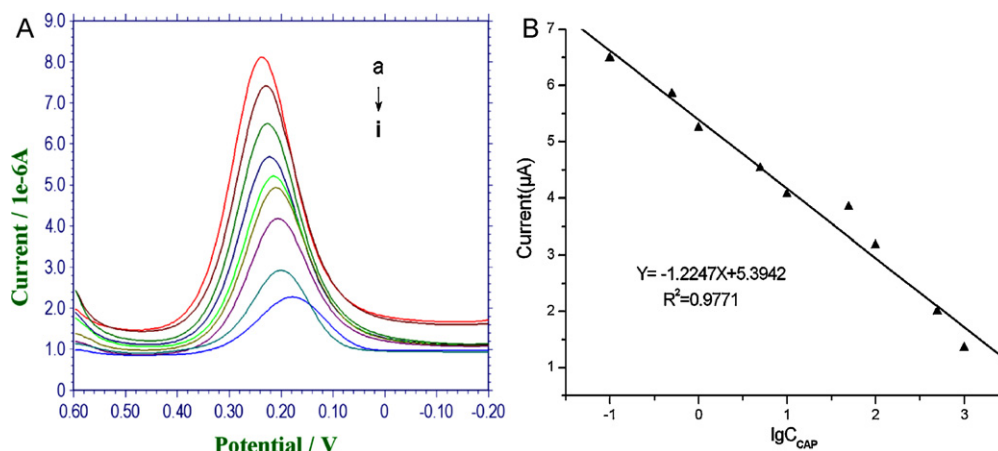 A
Current / 1e-6A
9.0
8.0
7.0
6.0
5.0
4.0
3.0
2.0
1.0
0
0.60 0.50 0.40 0.30 0.20 0.10 0 -0.10 -0.20
Potential / V
a
i
B
Current(μA)
7
6
5
4
3
2
1
Y= -1.2247X+5.3942
R²=0.9771
-1 0 1 2 3
lgC_CAP